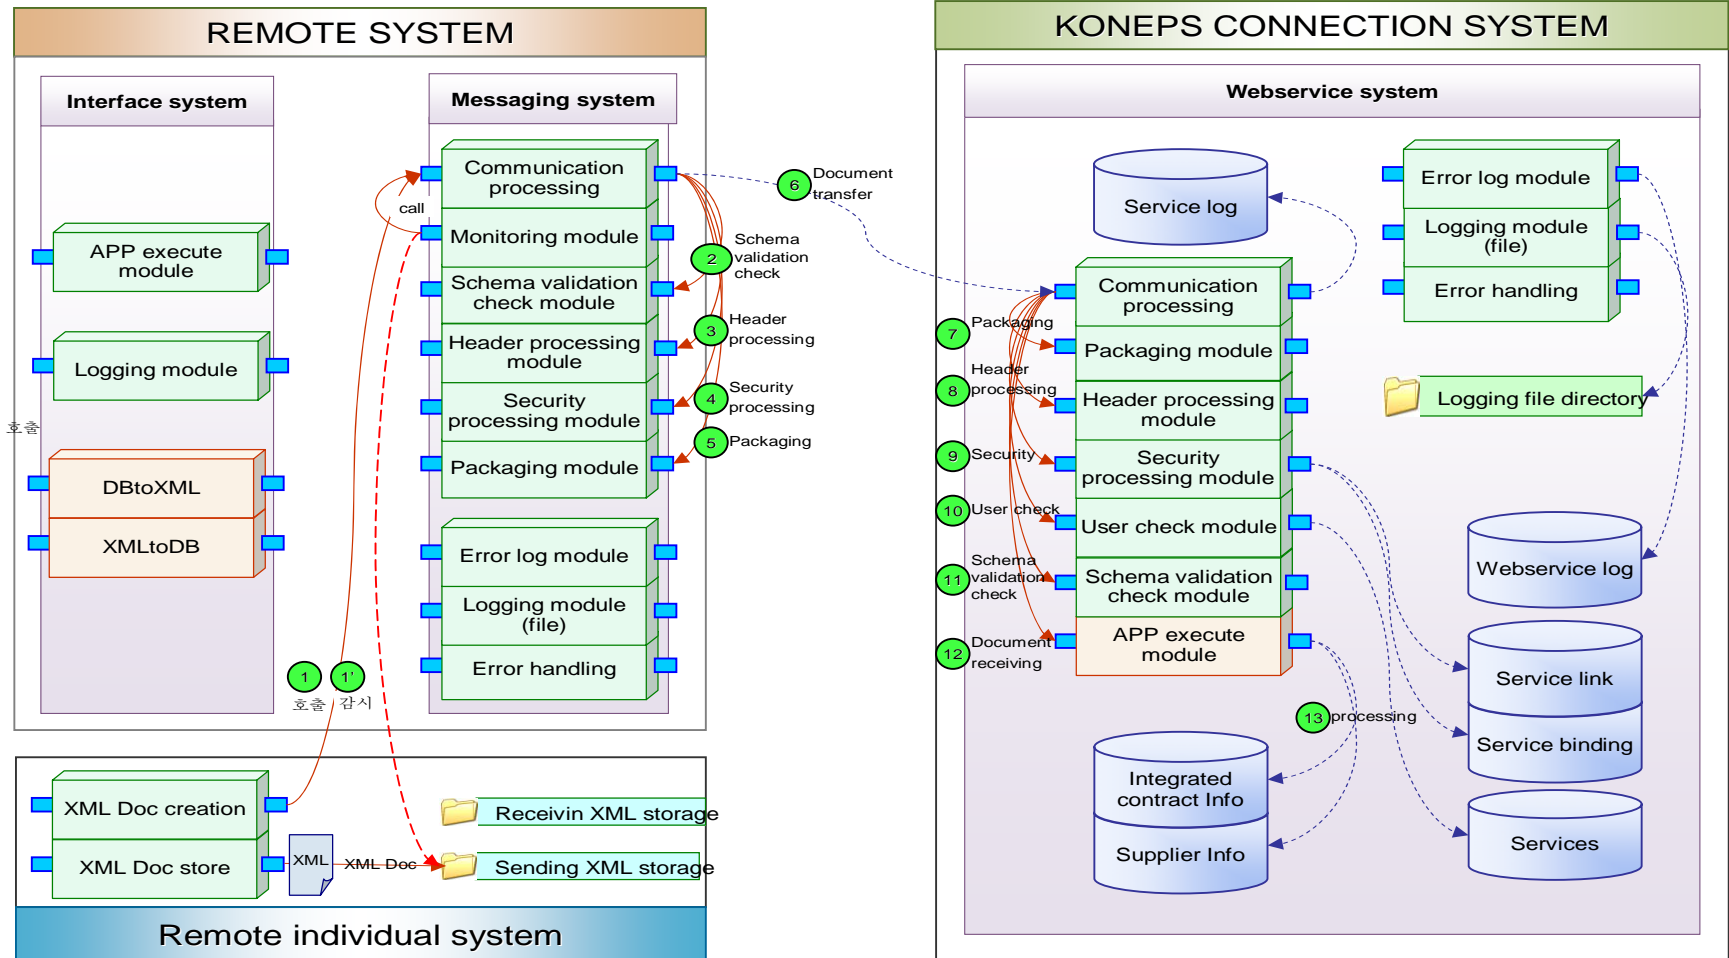 REMOTE SYSTEM
Interface system
APP execute
module
Logging module
호출
DBtoXML
XMLtoDB
Messaging system
Communication
processing
call
Monitoring module
Schema validation
check module
Header processing
module
Security
processing module
Packaging module
Error log module
Logging module
(file)
Error handling
1
호출
1'
감시
2
Schema
validation
check
3
Header
processing
4
Security
processing
5
Packaging
6
Document
transfer
XML Doc creation
XML Doc store
XML
XML Doc
Receivin XML storage
Sending XML storage
Remote individual system
KONEPS CONNECTION SYSTEM
Webservice system
Service log
Error log module
Logging module
(file)
Error handling
Logging file directory
Communication
processing
Packaging module
Header processing
module
Security
processing module
User check module
Schema validation
check module
APP execute
module
7
Packaging
8
Header
processing
9
Security
10
User check
11
Schema
validation
check
12
Document
receiving
13
processing
Webservice log
Service link
Service binding
Services
Integrated
contract Info
Supplier Info